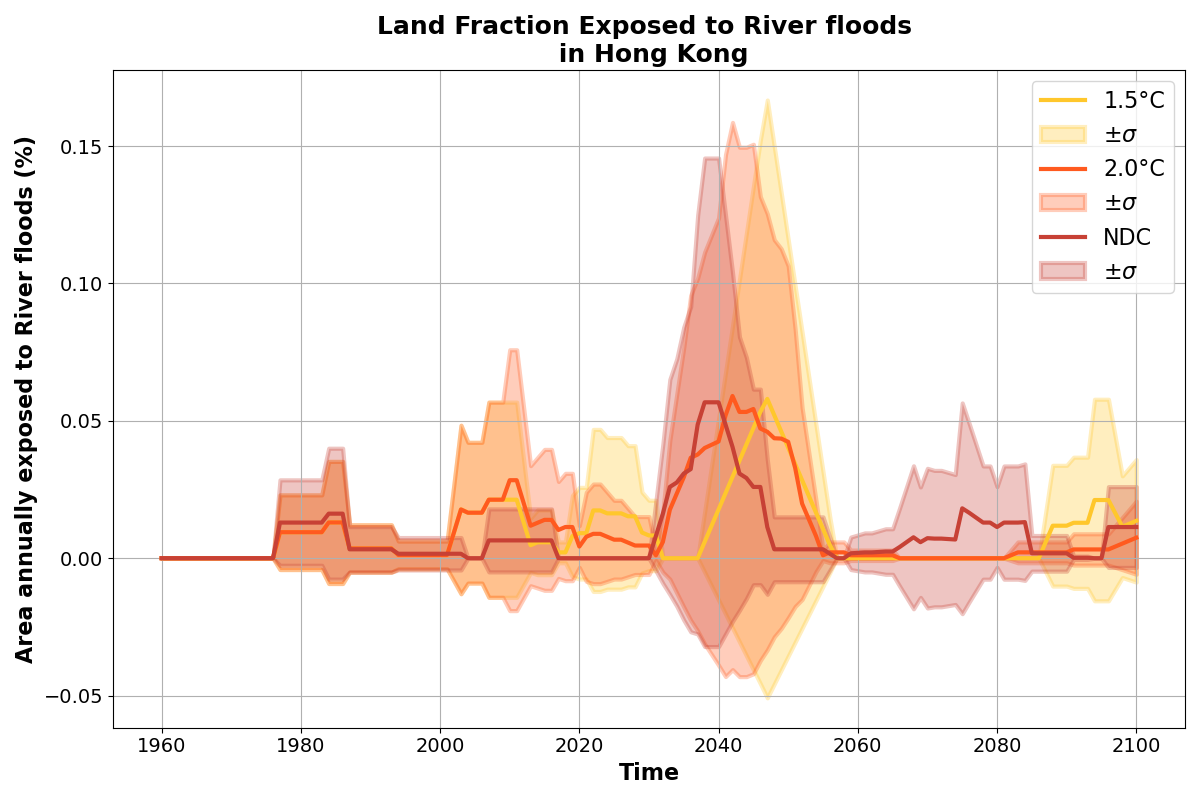 Land Fraction Exposed to River floods
in Hong Kong
Area annually exposed to River floods (%)
0.15
0.10
0.05
0.00
−0.05
1960 1980 2000 2020 2040 2060 2080 2100
Time
1.5°C
±σ
2.0°C
±σ
NDC
±σ